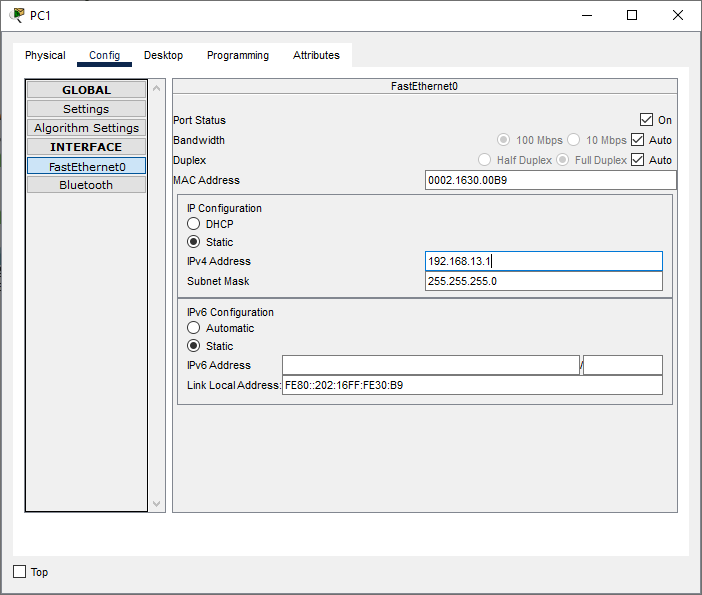 PC1
Physical Config Desktop Programming Attributes
GLOBAL
Settings
Algorithm Settings
INTERFACE
FastEthernet0
Bluetooth
FastEthernet0
Port Status On
Bandwidth 100 Mbps 10 Mbps Auto
Duplex Half Duplex Full Duplex Auto
MAC Address 0002.1630.00B9
IP Configuration
DHCP
Static
IPv4 Address 192.168.13.1
Subnet Mask 255.255.255.0
IPv6 Configuration
Automatic
Static
IPv6 Address /
Link Local Address: FE80::202:16FF:FE30:B9
Top